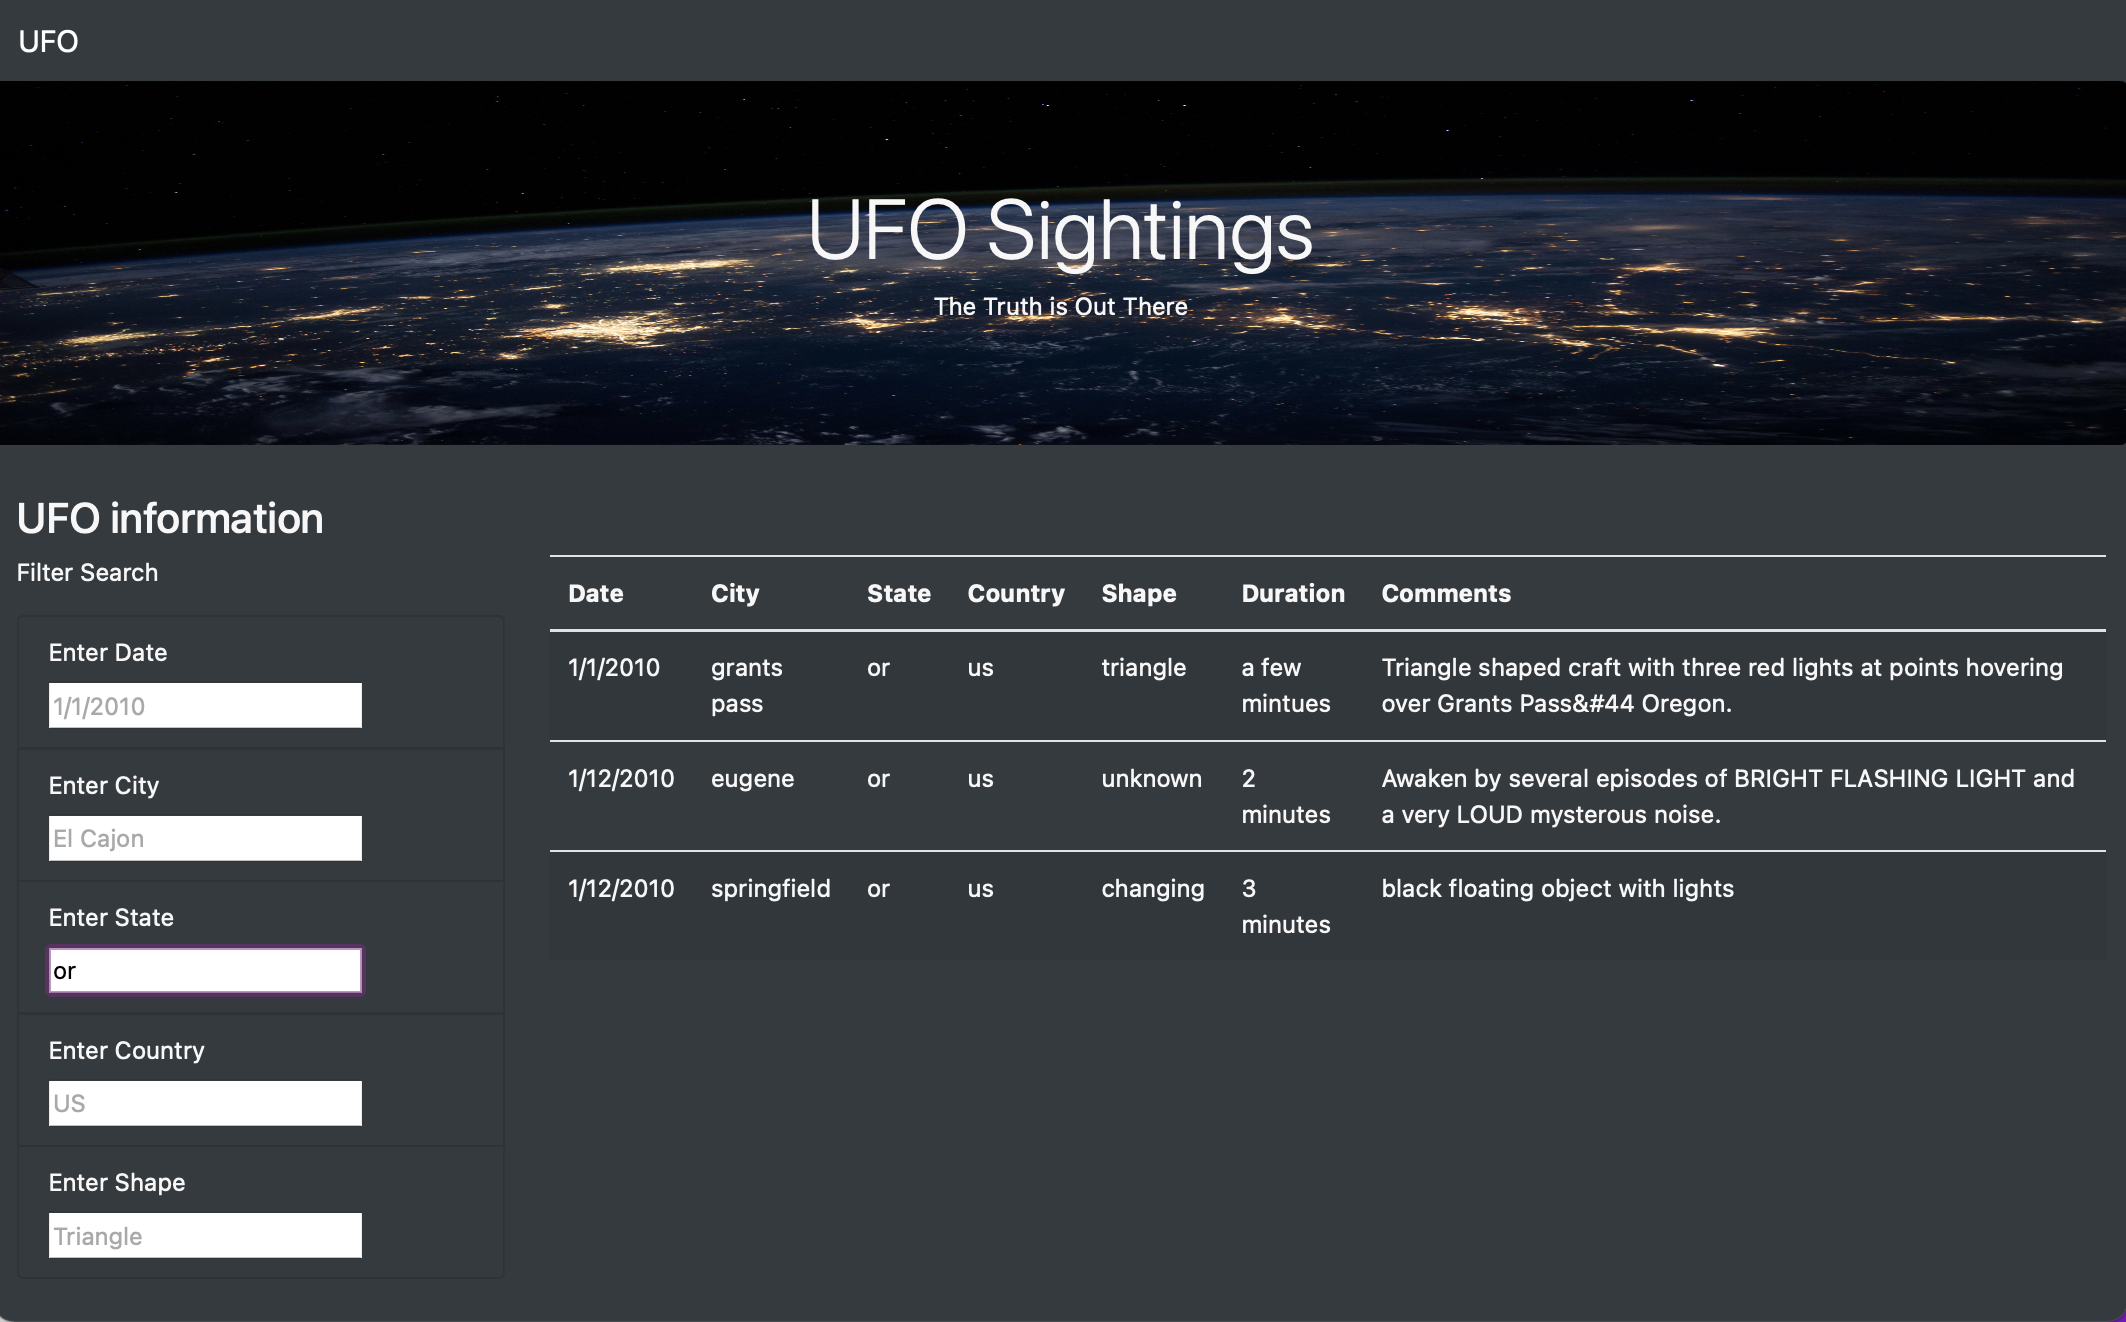 UFO
UFO Sightings
The Truth is Out There
UFO information
Filter Search
Enter Date
1/1/2010
Enter City
El Cajon
Enter State
or
Enter Country
US
Enter Shape
Triangle
Date City State Country Shape Duration Comments
1/1/2010 grants or us triangle a few Triangle shaped craft with three red lights at points hovering
pass mintues over Grants Pass&#44 Oregon.
1/12/2010 eugene or us unknown 2 Awaken by several episodes of BRIGHT FLASHING LIGHT and
minutes a very LOUD mysterous noise.
1/12/2010 springfield or us changing 3 black floating object with lights
minutes